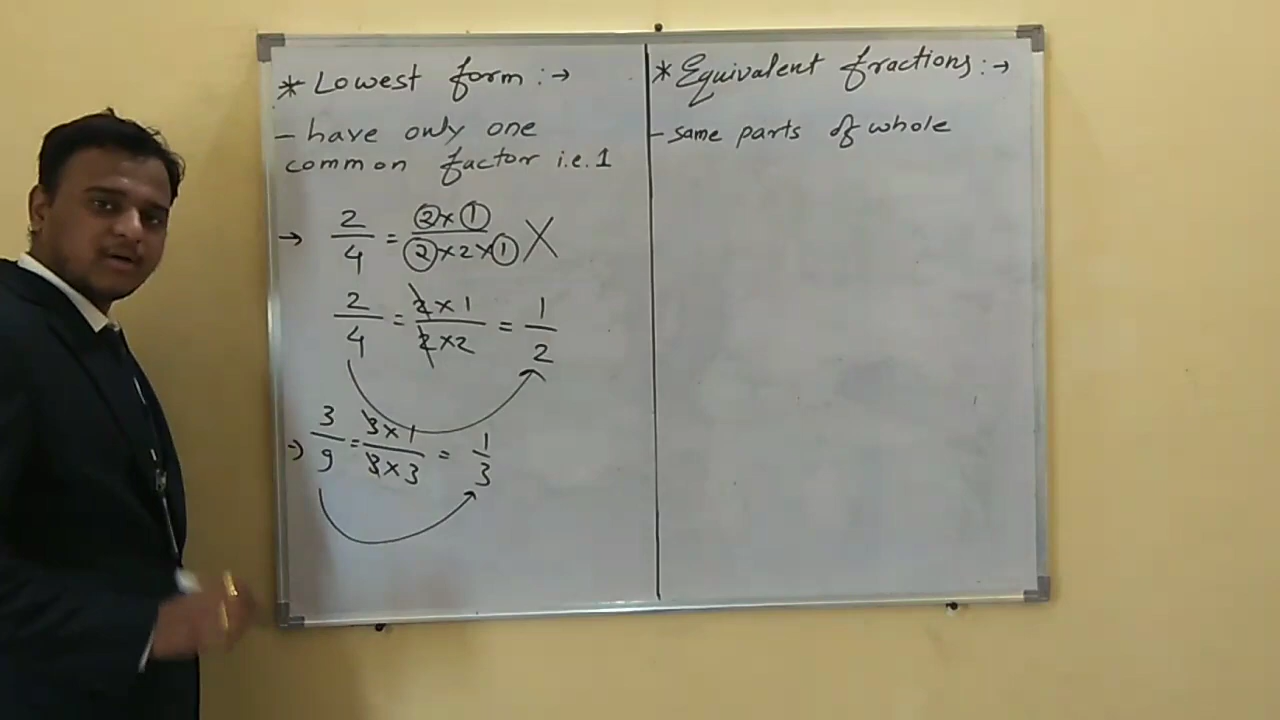 * Lowest form :→
- have only one
common factor i.e. 1
→ 2/4 = 2×1/2×2×1 X
2/4 = 2×1/2×2 = 1/2
→ 3/9 = 3×1/3×3 = 1/3
* Equivalent fractions :→
- same parts of whole